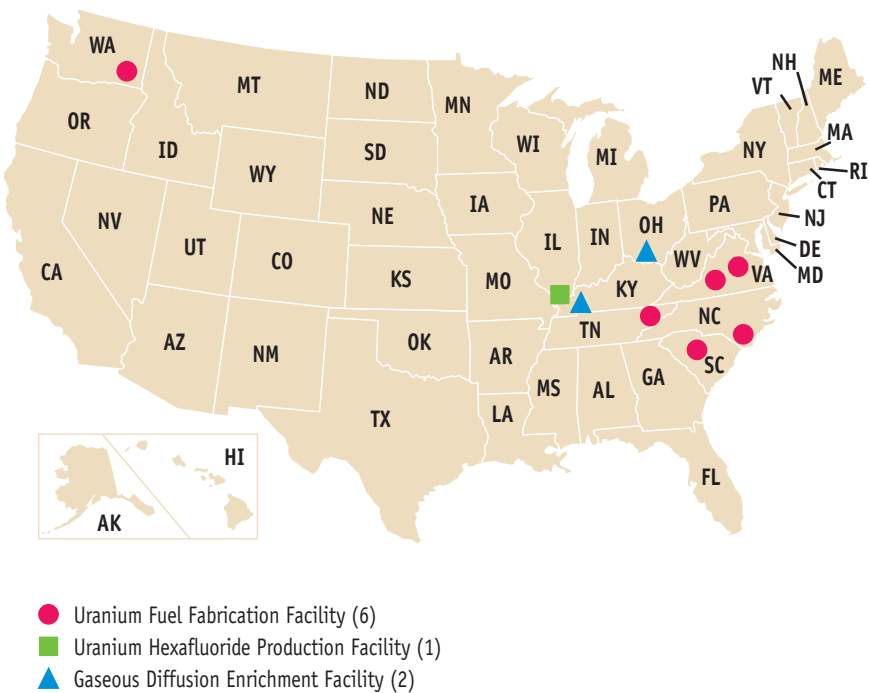 WA
MT
ND
MN
OR
ID
SD
WI
MI
NY
VT
NH
ME
MA
RI
CT
WY
IA
NE
PA
NJ
NV
UT
CO
IL
IN
OH
WV
VA
DE
MD
CA
KS
MO
KY
AZ
NM
OK
AR
TN
NC
SC
MS
AL
GA
TX
LA
FL
HI
AK
Uranium Fuel Fabrication Facility (6)
Uranium Hexafluoride Production Facility (1)
Gaseous Diffusion Enrichment Facility (2)